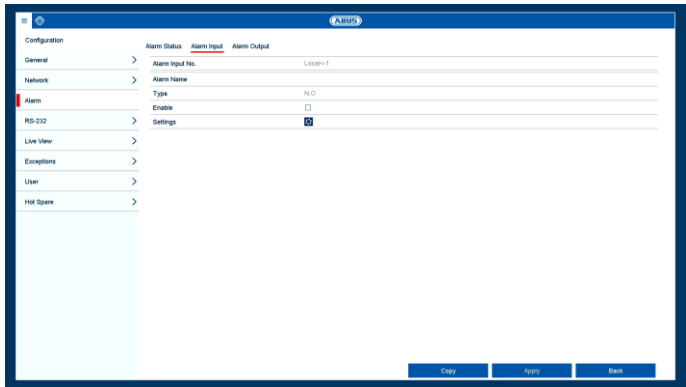 ABUS
Configuration
General
Network
Alarm
RS-232
Live View
Exceptions
User
Hot Spare
Alarm Status Alarm Input Alarm Output
Alarm Input No. Local<-1
Alarm Name
Type N.O
Enable
Settings
Copy Apply Back